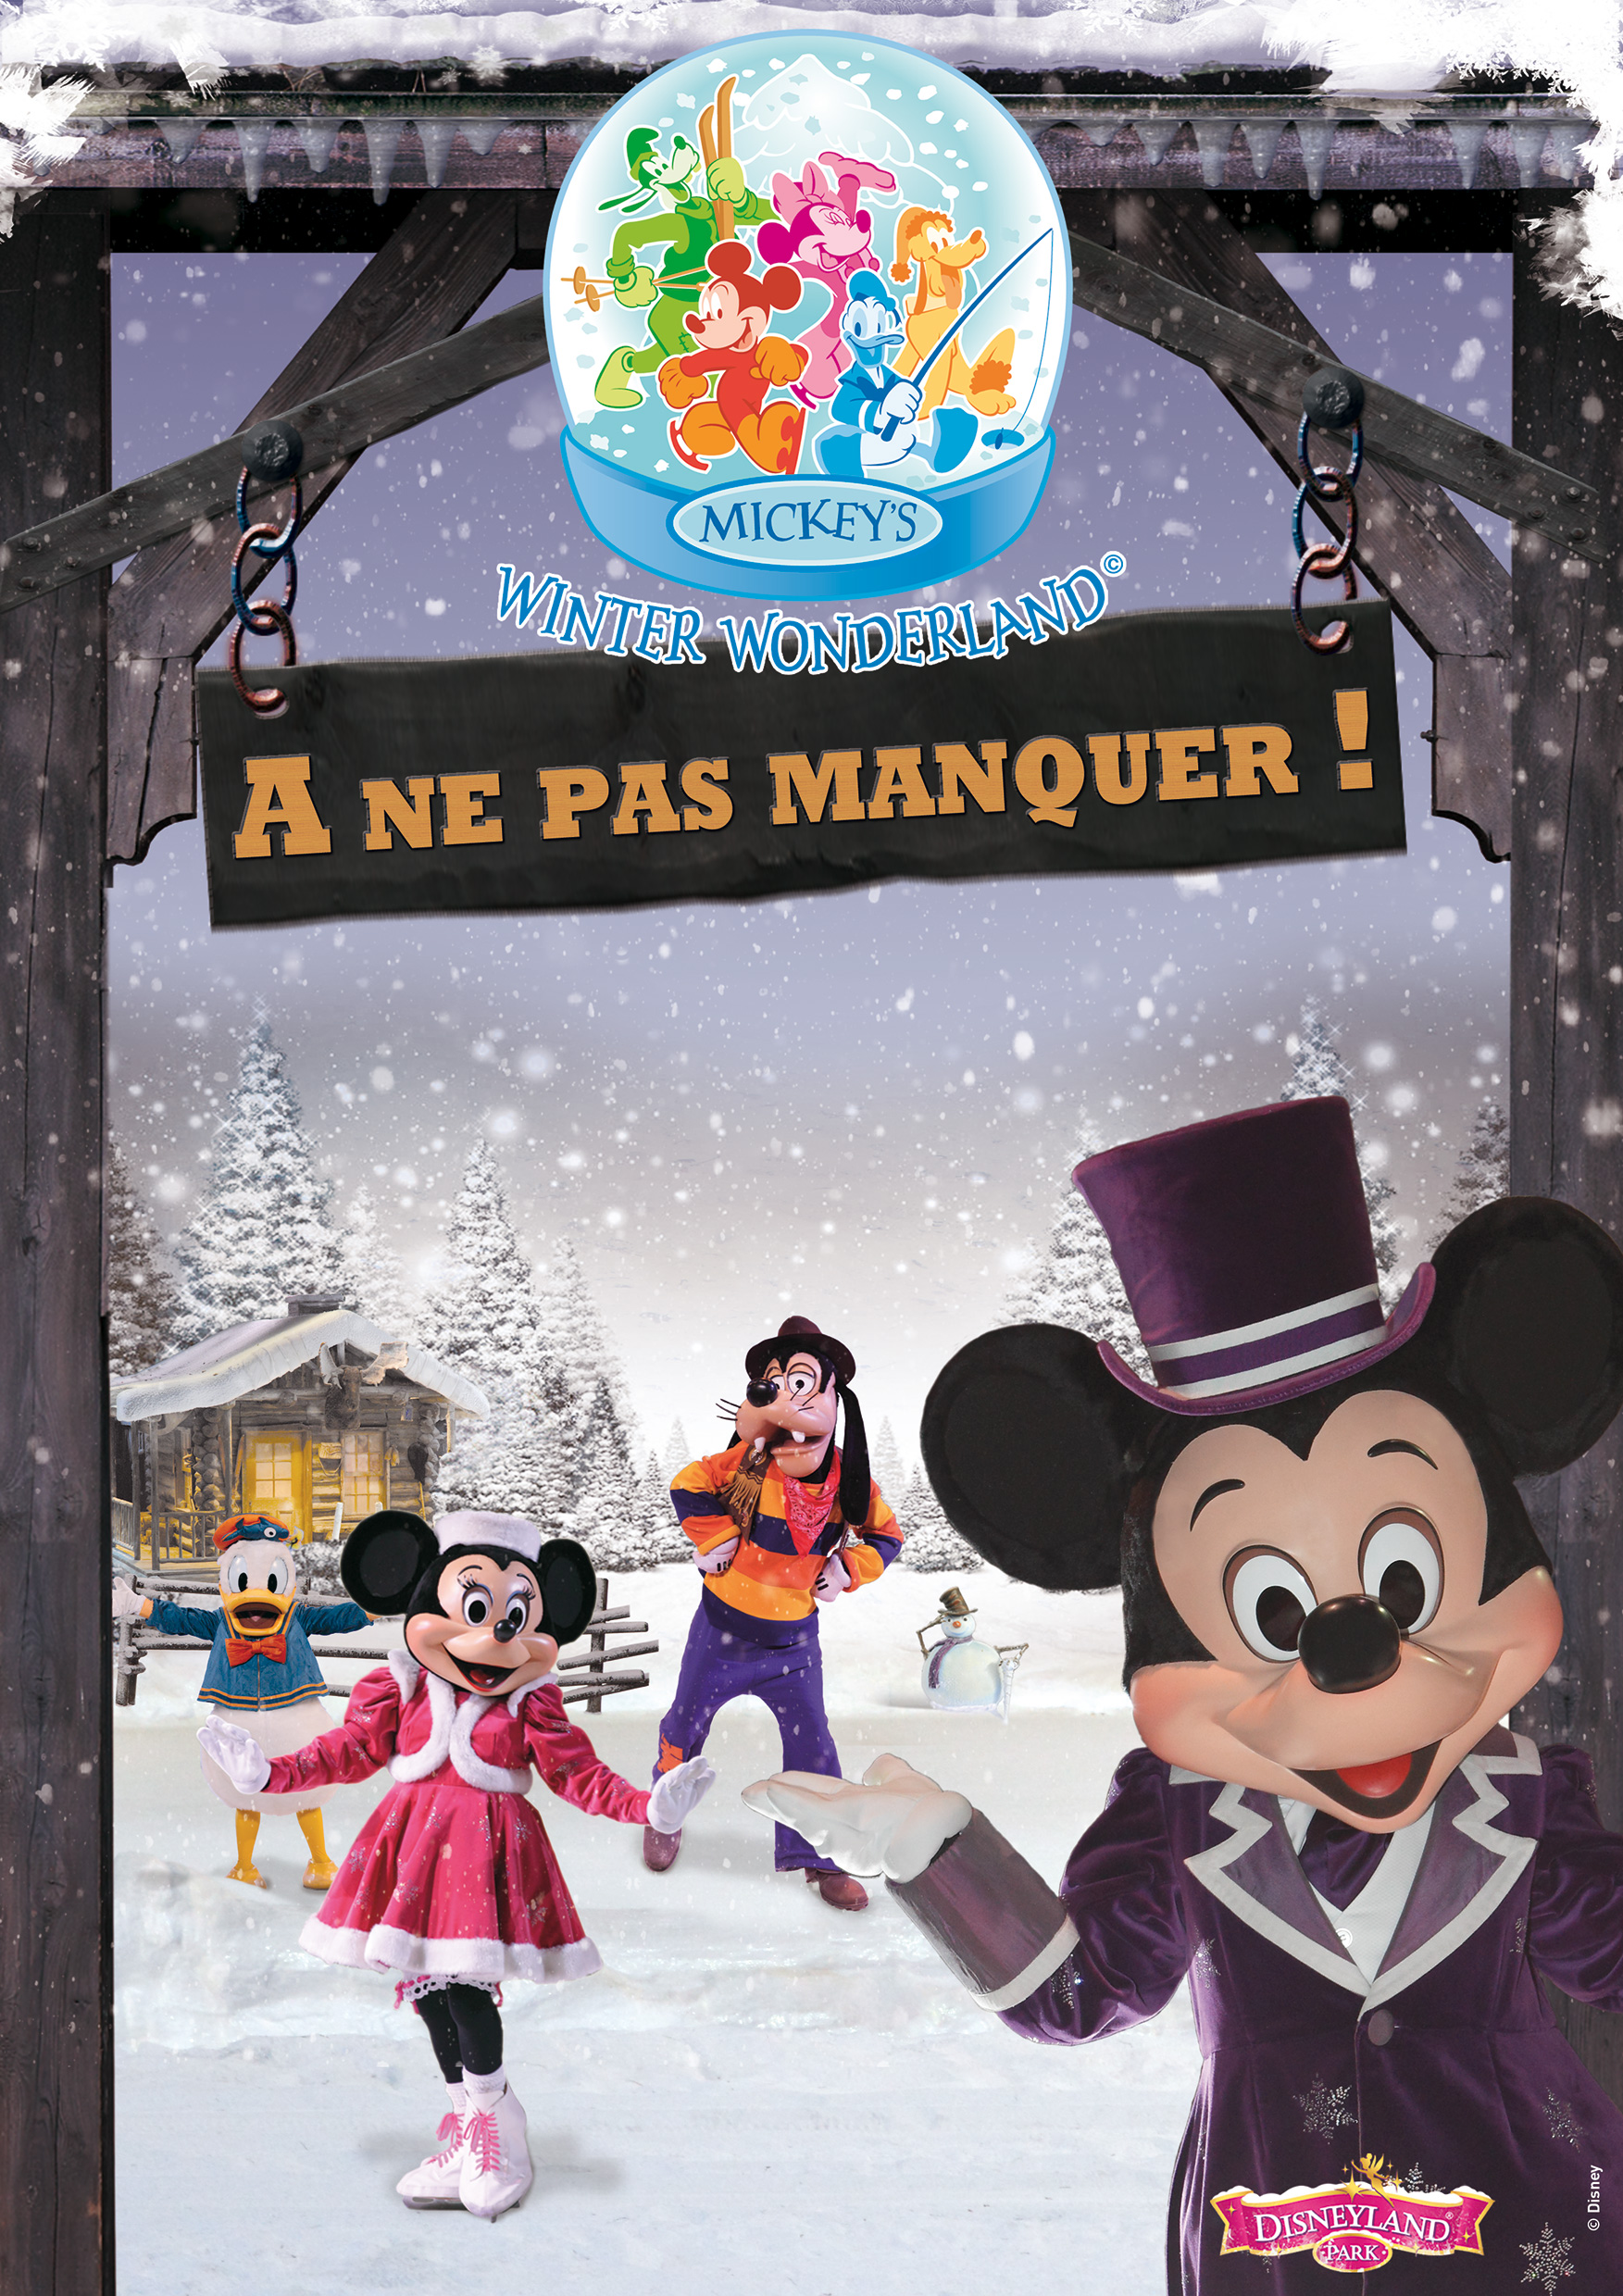 MICKEY'S
WINTER WONDERLAND©
A NE PAS MANQUER !
DISNEYLAND®
PARK
© Disney